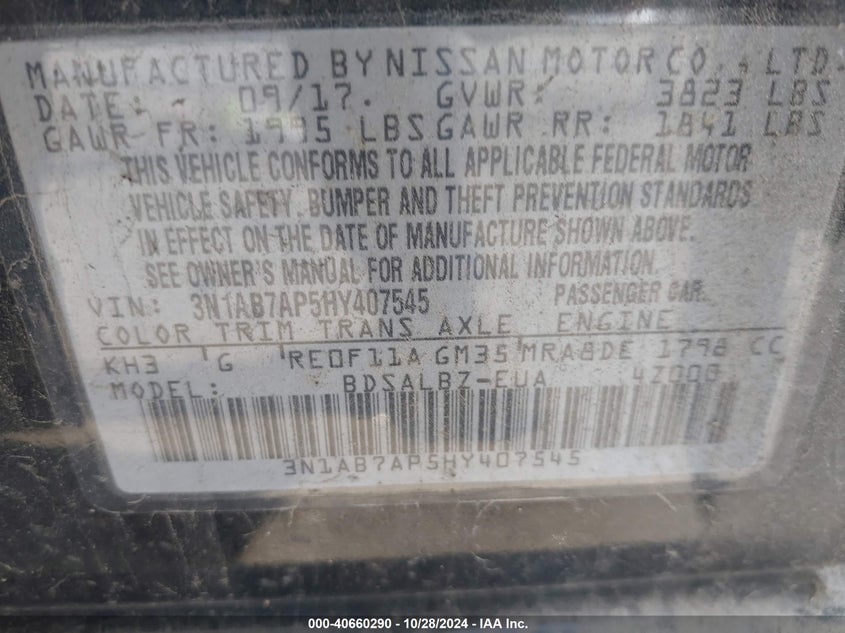 MANUFACTURED BY NISSAN MOTOR CO., LTD.
DATE: 09/17. GVWR: 3823 LBS
GAWR FR: 1995 LBS GAWR RR: 1841 LBS
THIS VEHICLE CONFORMS TO ALL APPLICABLE FEDERAL MOTOR
VEHICLE SAFETY, BUMPER AND THEFT PREVENTION STANDARDS
IN EFFECT ON THE DATE OF MANUFACTURE SHOWN ABOVE.
SEE OWNER'S MANUAL FOR ADDITIONAL INFORMATION.
VIN: 3N1AB7AP5HY407545 PASSENGER CAR.
COLOR TRIM TRANS AXLE ENGINE
KH3 G RE0F11A GM35 MRA8DE 1798 CC
MODEL: BDSALBZ-EUA 4Z000
3N1AB7AP5HY407545
000-40660290 - 10/28/2024 - IAA Inc.